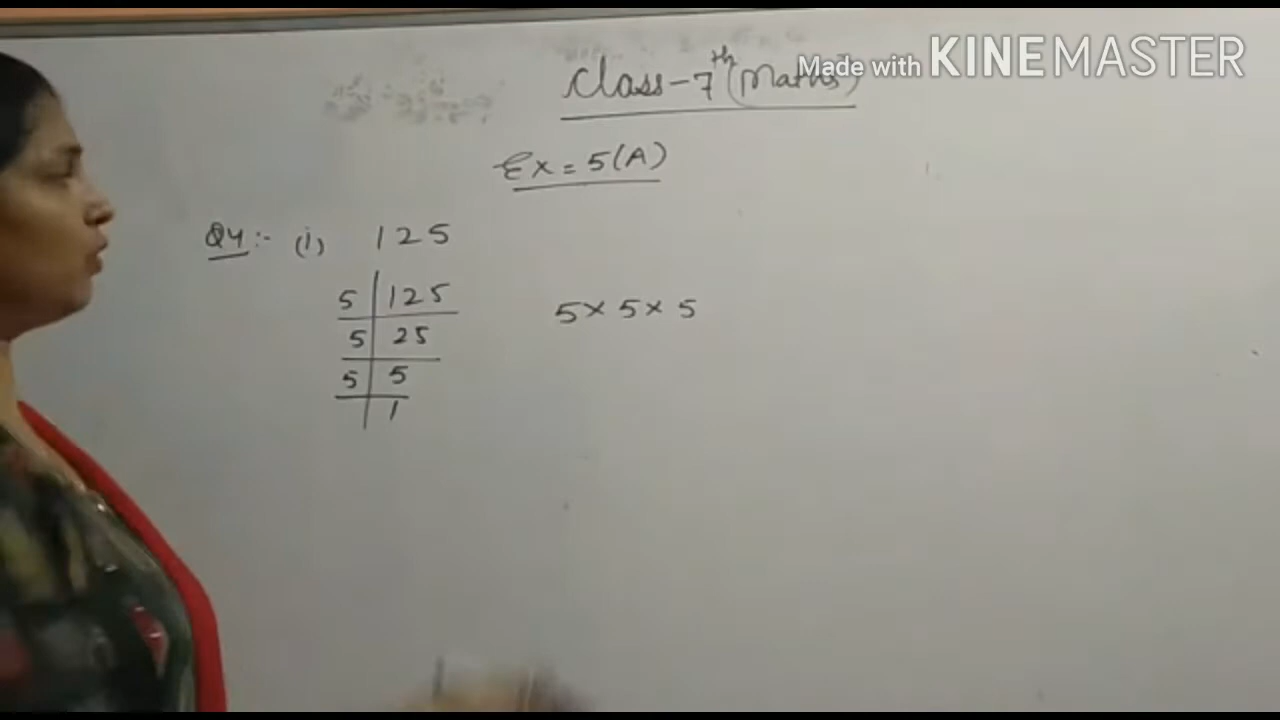 Made with KINEMASTER
Class-7th (Maths)
Ex = 5(A)
Q4:- (i) 125
5 | 125
5 | 25
5 | 5
| 1
5 × 5 × 5